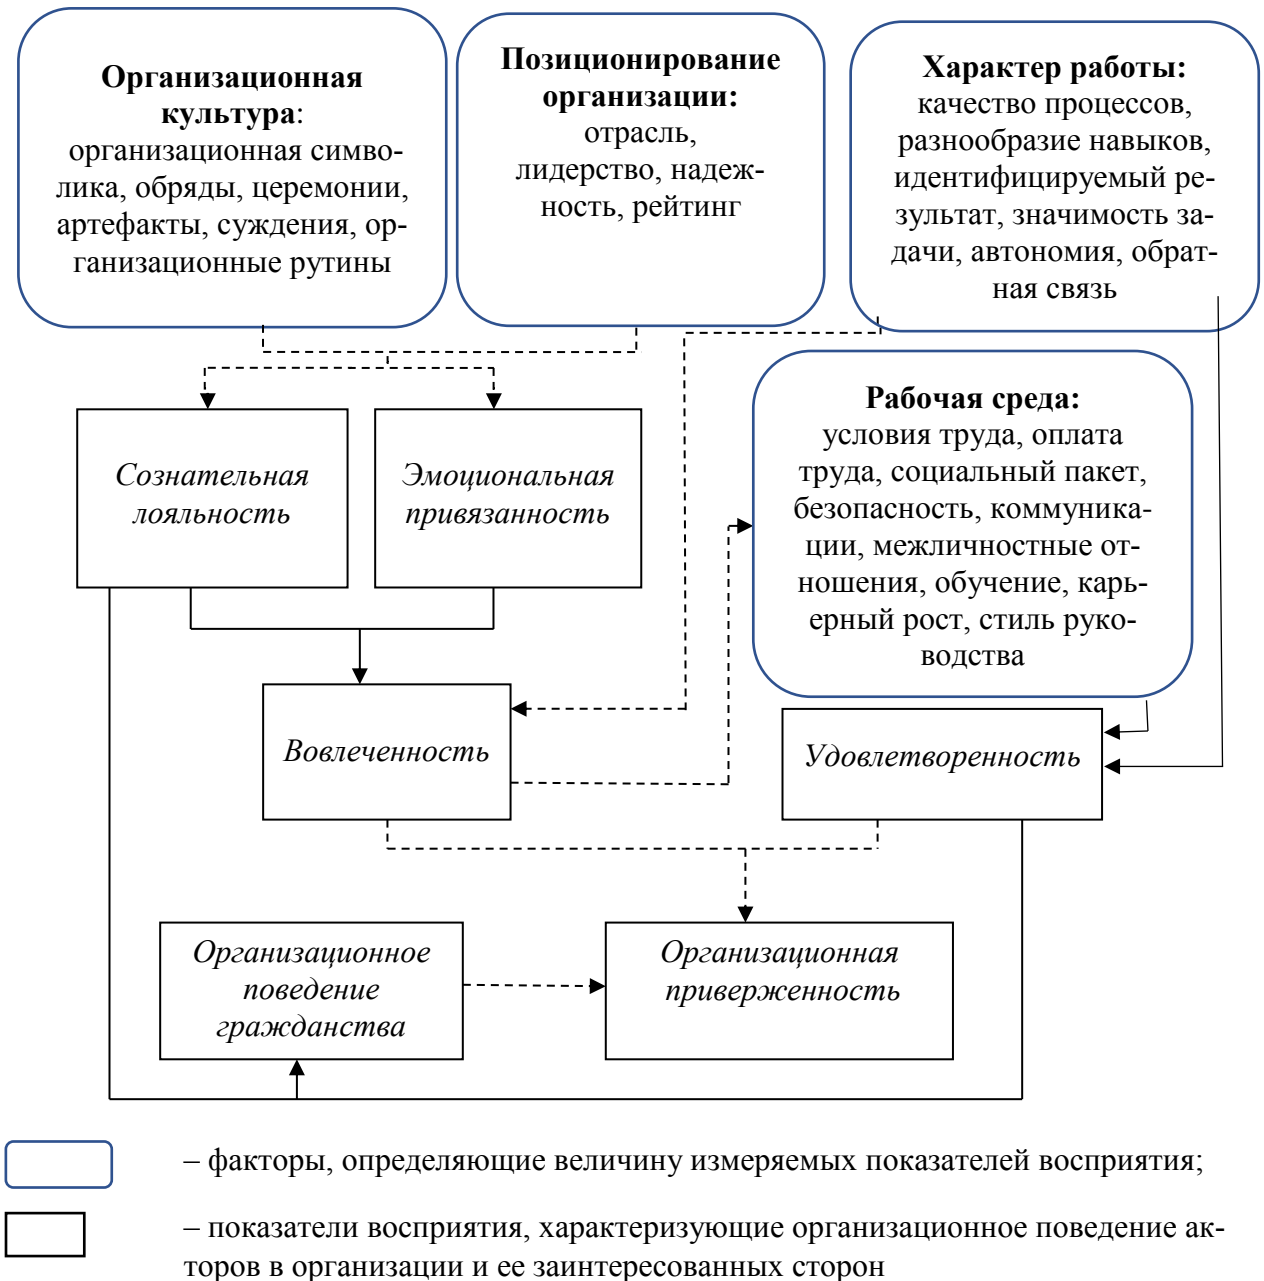 Организационная
культура:
организационная симво-
лика, обряды, церемонии,
артефакты, суждения, ор-
ганизационные рутины
Позиционирование
организации:
отрасль,
лидерство, надеж-
ность, рейтинг
Характер работы:
качество процессов,
разнообразие навыков,
идентифицируемый ре-
зультат, значимость за-
дачи, автономия, обрат-
ная связь
Рабочая среда:
условия труда, оплата
труда, социальный пакет,
безопасность, коммуника-
ции, межличностные от-
ношения, обучение, карь-
ерный рост, стиль руко-
водства
Сознательная
лояльность
Эмоциональная
привязанность
Вовлеченность
Удовлетворенность
Организационное
поведение
гражданства
Организационная
приверженность
– факторы, определяющие величину измеряемых показателей восприятия;
– показатели восприятия, характеризующие организационное поведение ак-
торов в организации и ее заинтересованных сторон